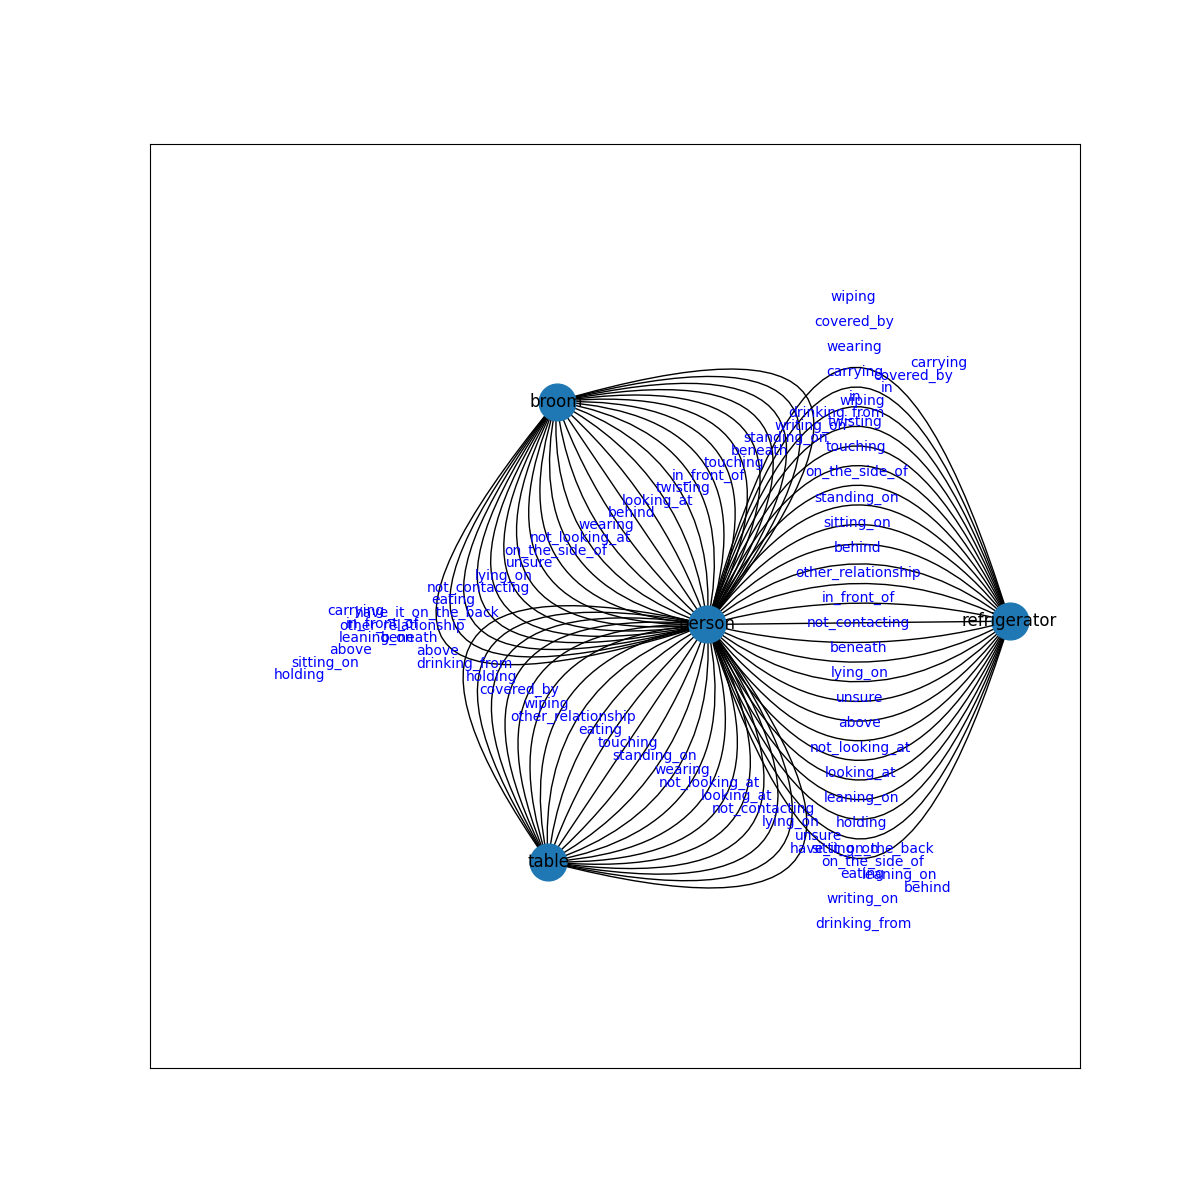 wiping
covered_by
wearing
carrying
carrying
covered_by
in
in
wiping
broom
drinking_from
twisting
writing_on
standing_on
touching
beneath
touching
on_the_side_of
in_front_of
twisting
standing_on
looking_at
behind
sitting_on
wearing
not_looking_at
behind
on_the_side_of
unsure
other_relationship
lying_on
not_contacting
in_front_of
eating
carrying
have_it_on_the_back
in_front_of
other_relationship
person
not_contacting
refrigerator
leaning_on
beneath
above
above
beneath
sitting_on
drinking_from
holding
holding
lying_on
covered_by
unsure
wiping
other_relationship
above
eating
touching
not_looking_at
standing_on
wearing
looking_at
not_looking_at
looking_at
leaning_on
not_contacting
lying_on
holding
unsure
have_it_on_the_back
sitting_on
table
on_the_side_of
eating
leaning_on
behind
writing_on
drinking_from